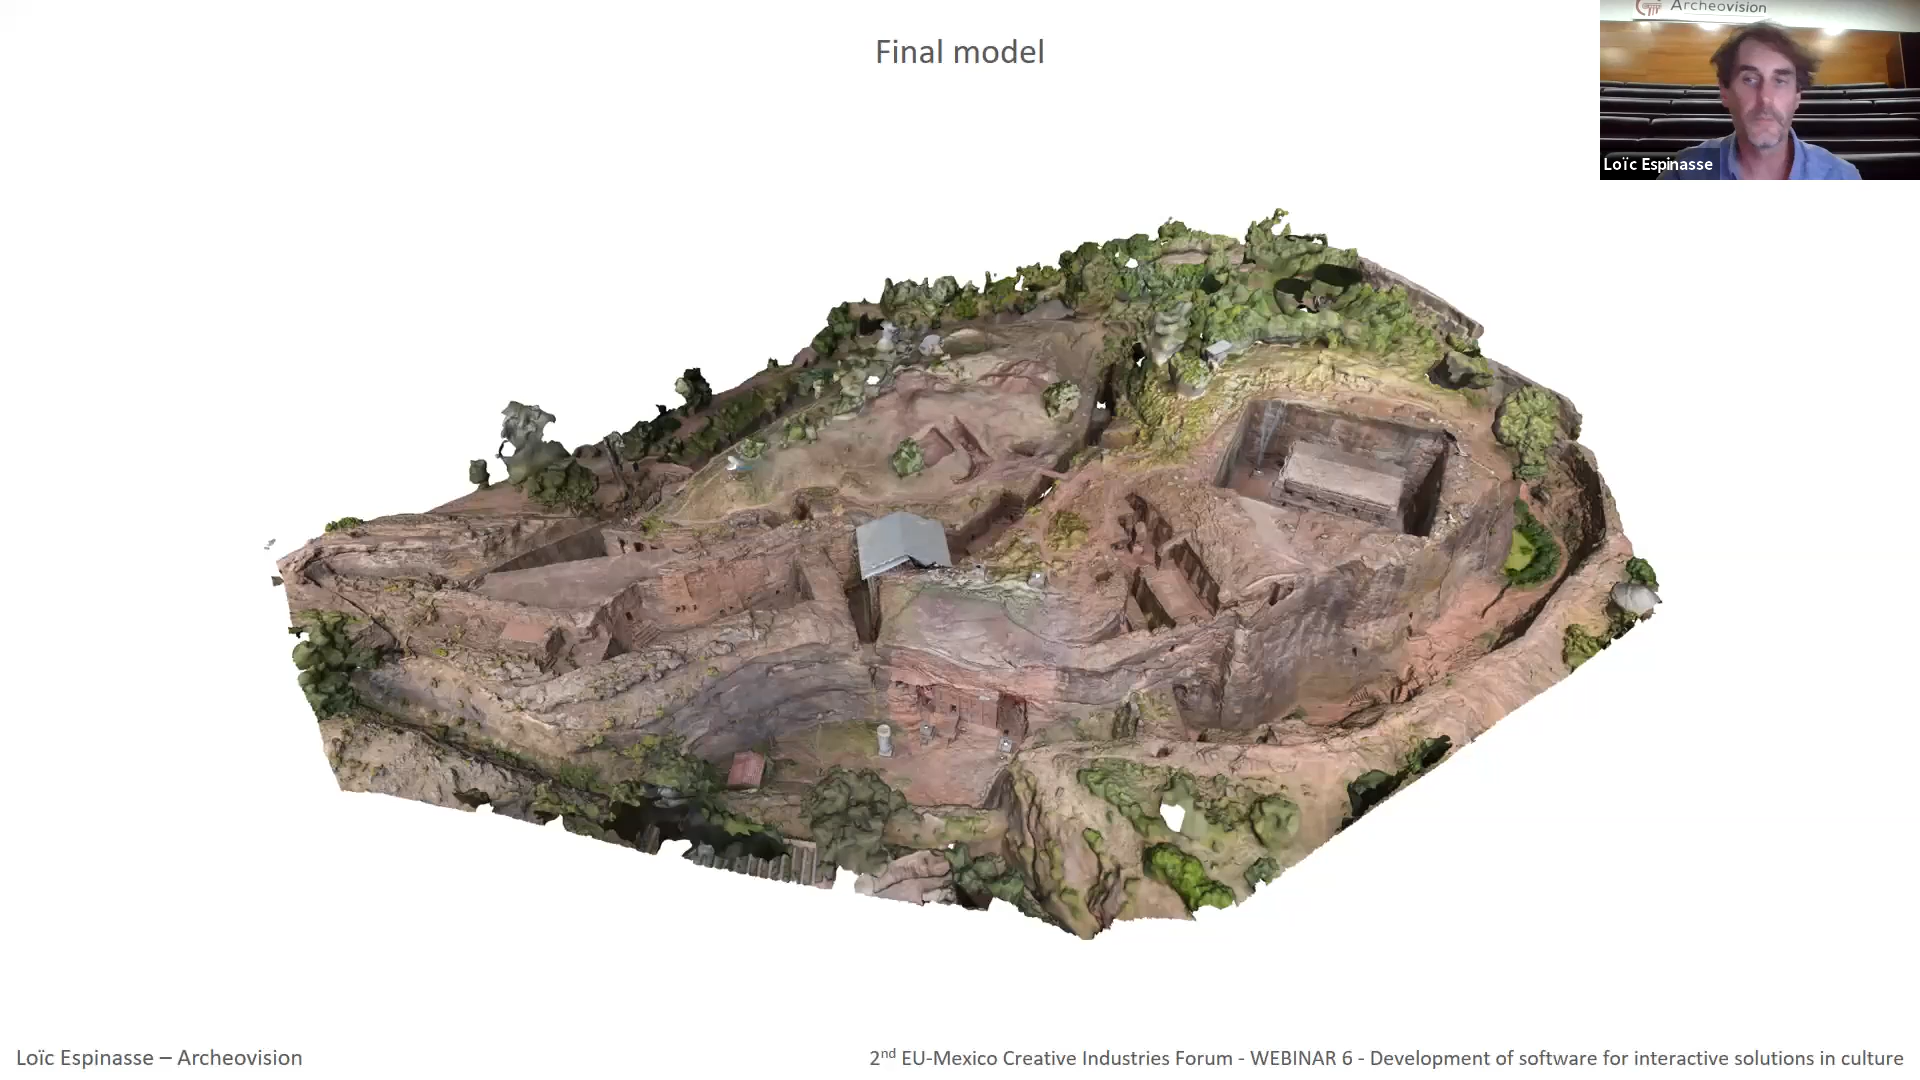 Final model
Archeovision
Loïc Espinasse
Loïc Espinasse – Archeovision
2nd EU-Mexico Creative Industries Forum - WEBINAR 6 - Development of software for interactive solutions in culture